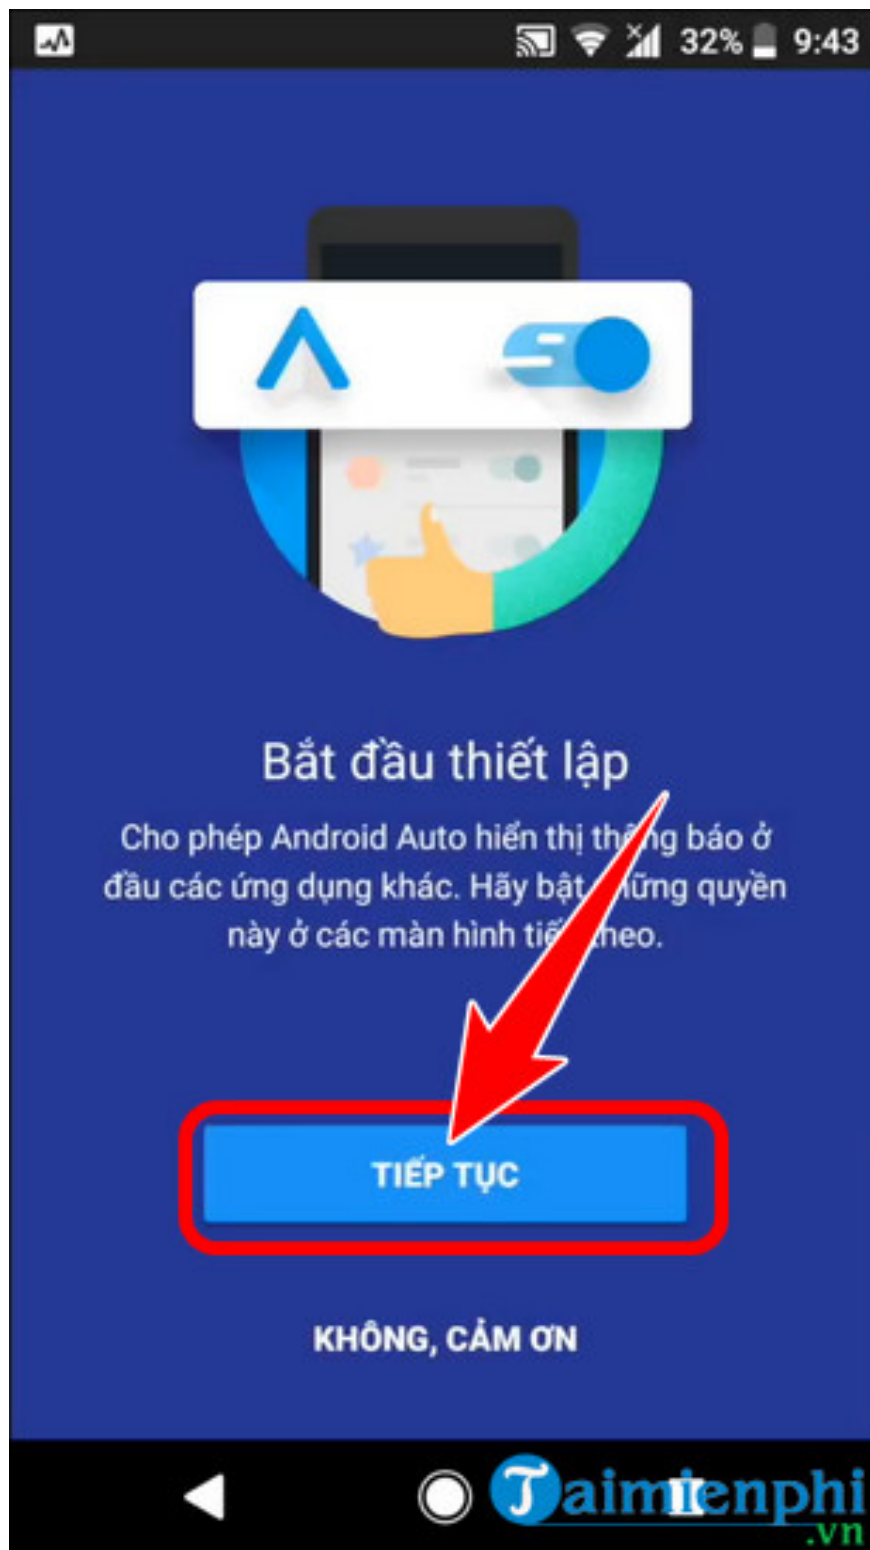 32% 9:43
Bắt đầu thiết lập
Cho phép Android Auto hiển thị thông báo ở
đầu các ứng dụng khác. Hãy bật những quyền
này ở các màn hình tiếp theo.
TIẾP TỤC
KHÔNG, CẢM ƠN
Taimienphi
.vn